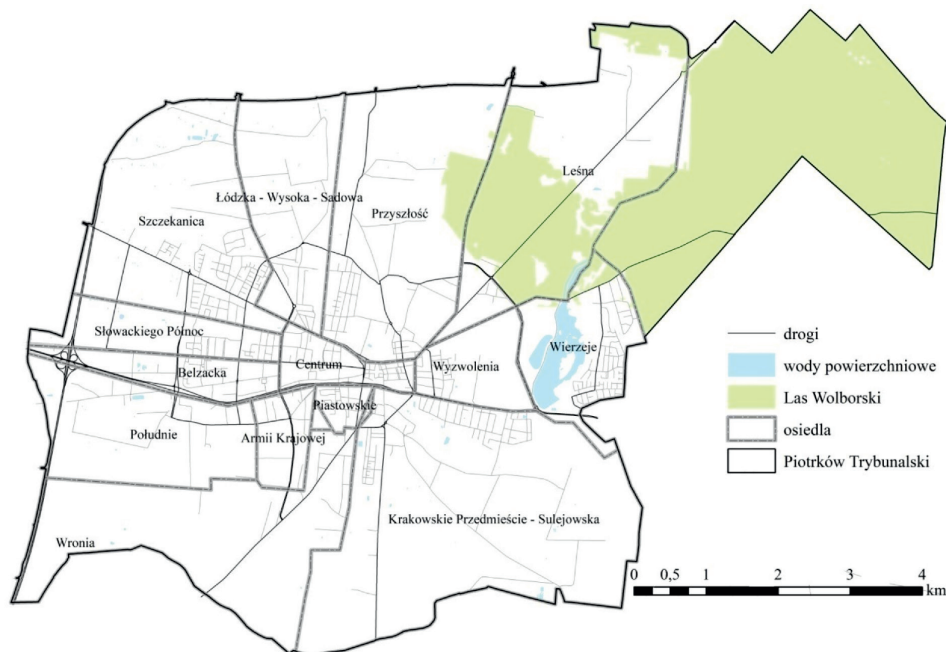 Leśna
Łódzka - Wysoka - Sadowa
Szczekanica
Przyszłość
Słowackiego Północ
Wierzeje
Centrum
Wyzwolenia
Belzacka
Piastowskie
Południe
Armii Krajowej
Krakowskie Przedmieście - Sulejowska
Wronia
drogi
wody powierzchniowe
Las Wolborski
osiedla
Piotrków Trybunalski
0 0,5 1 2 3 4
km